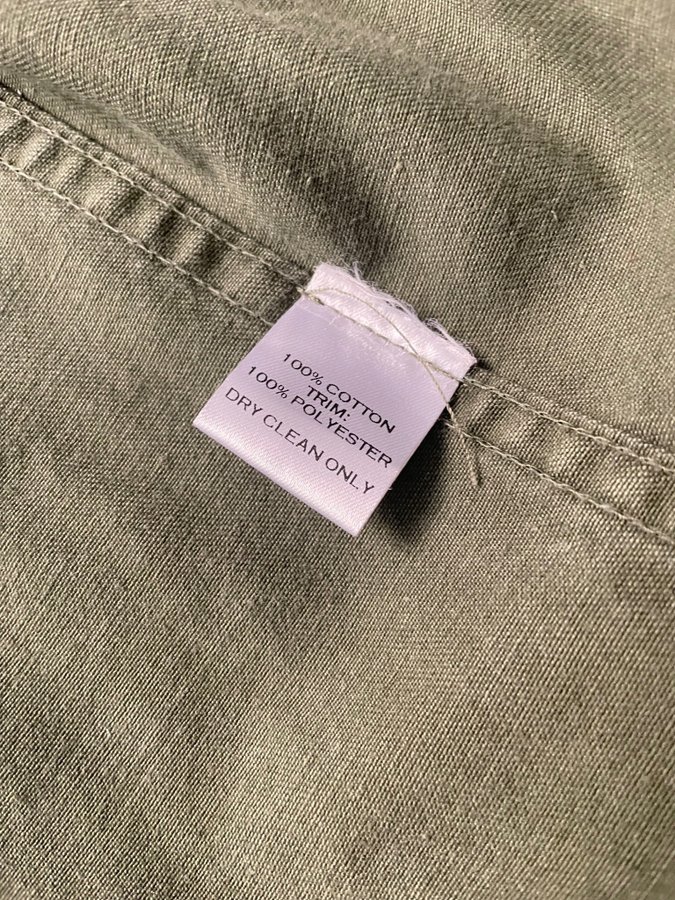 100% COTTON
TRIM:
100% POLYESTER
DRY CLEAN ONLY